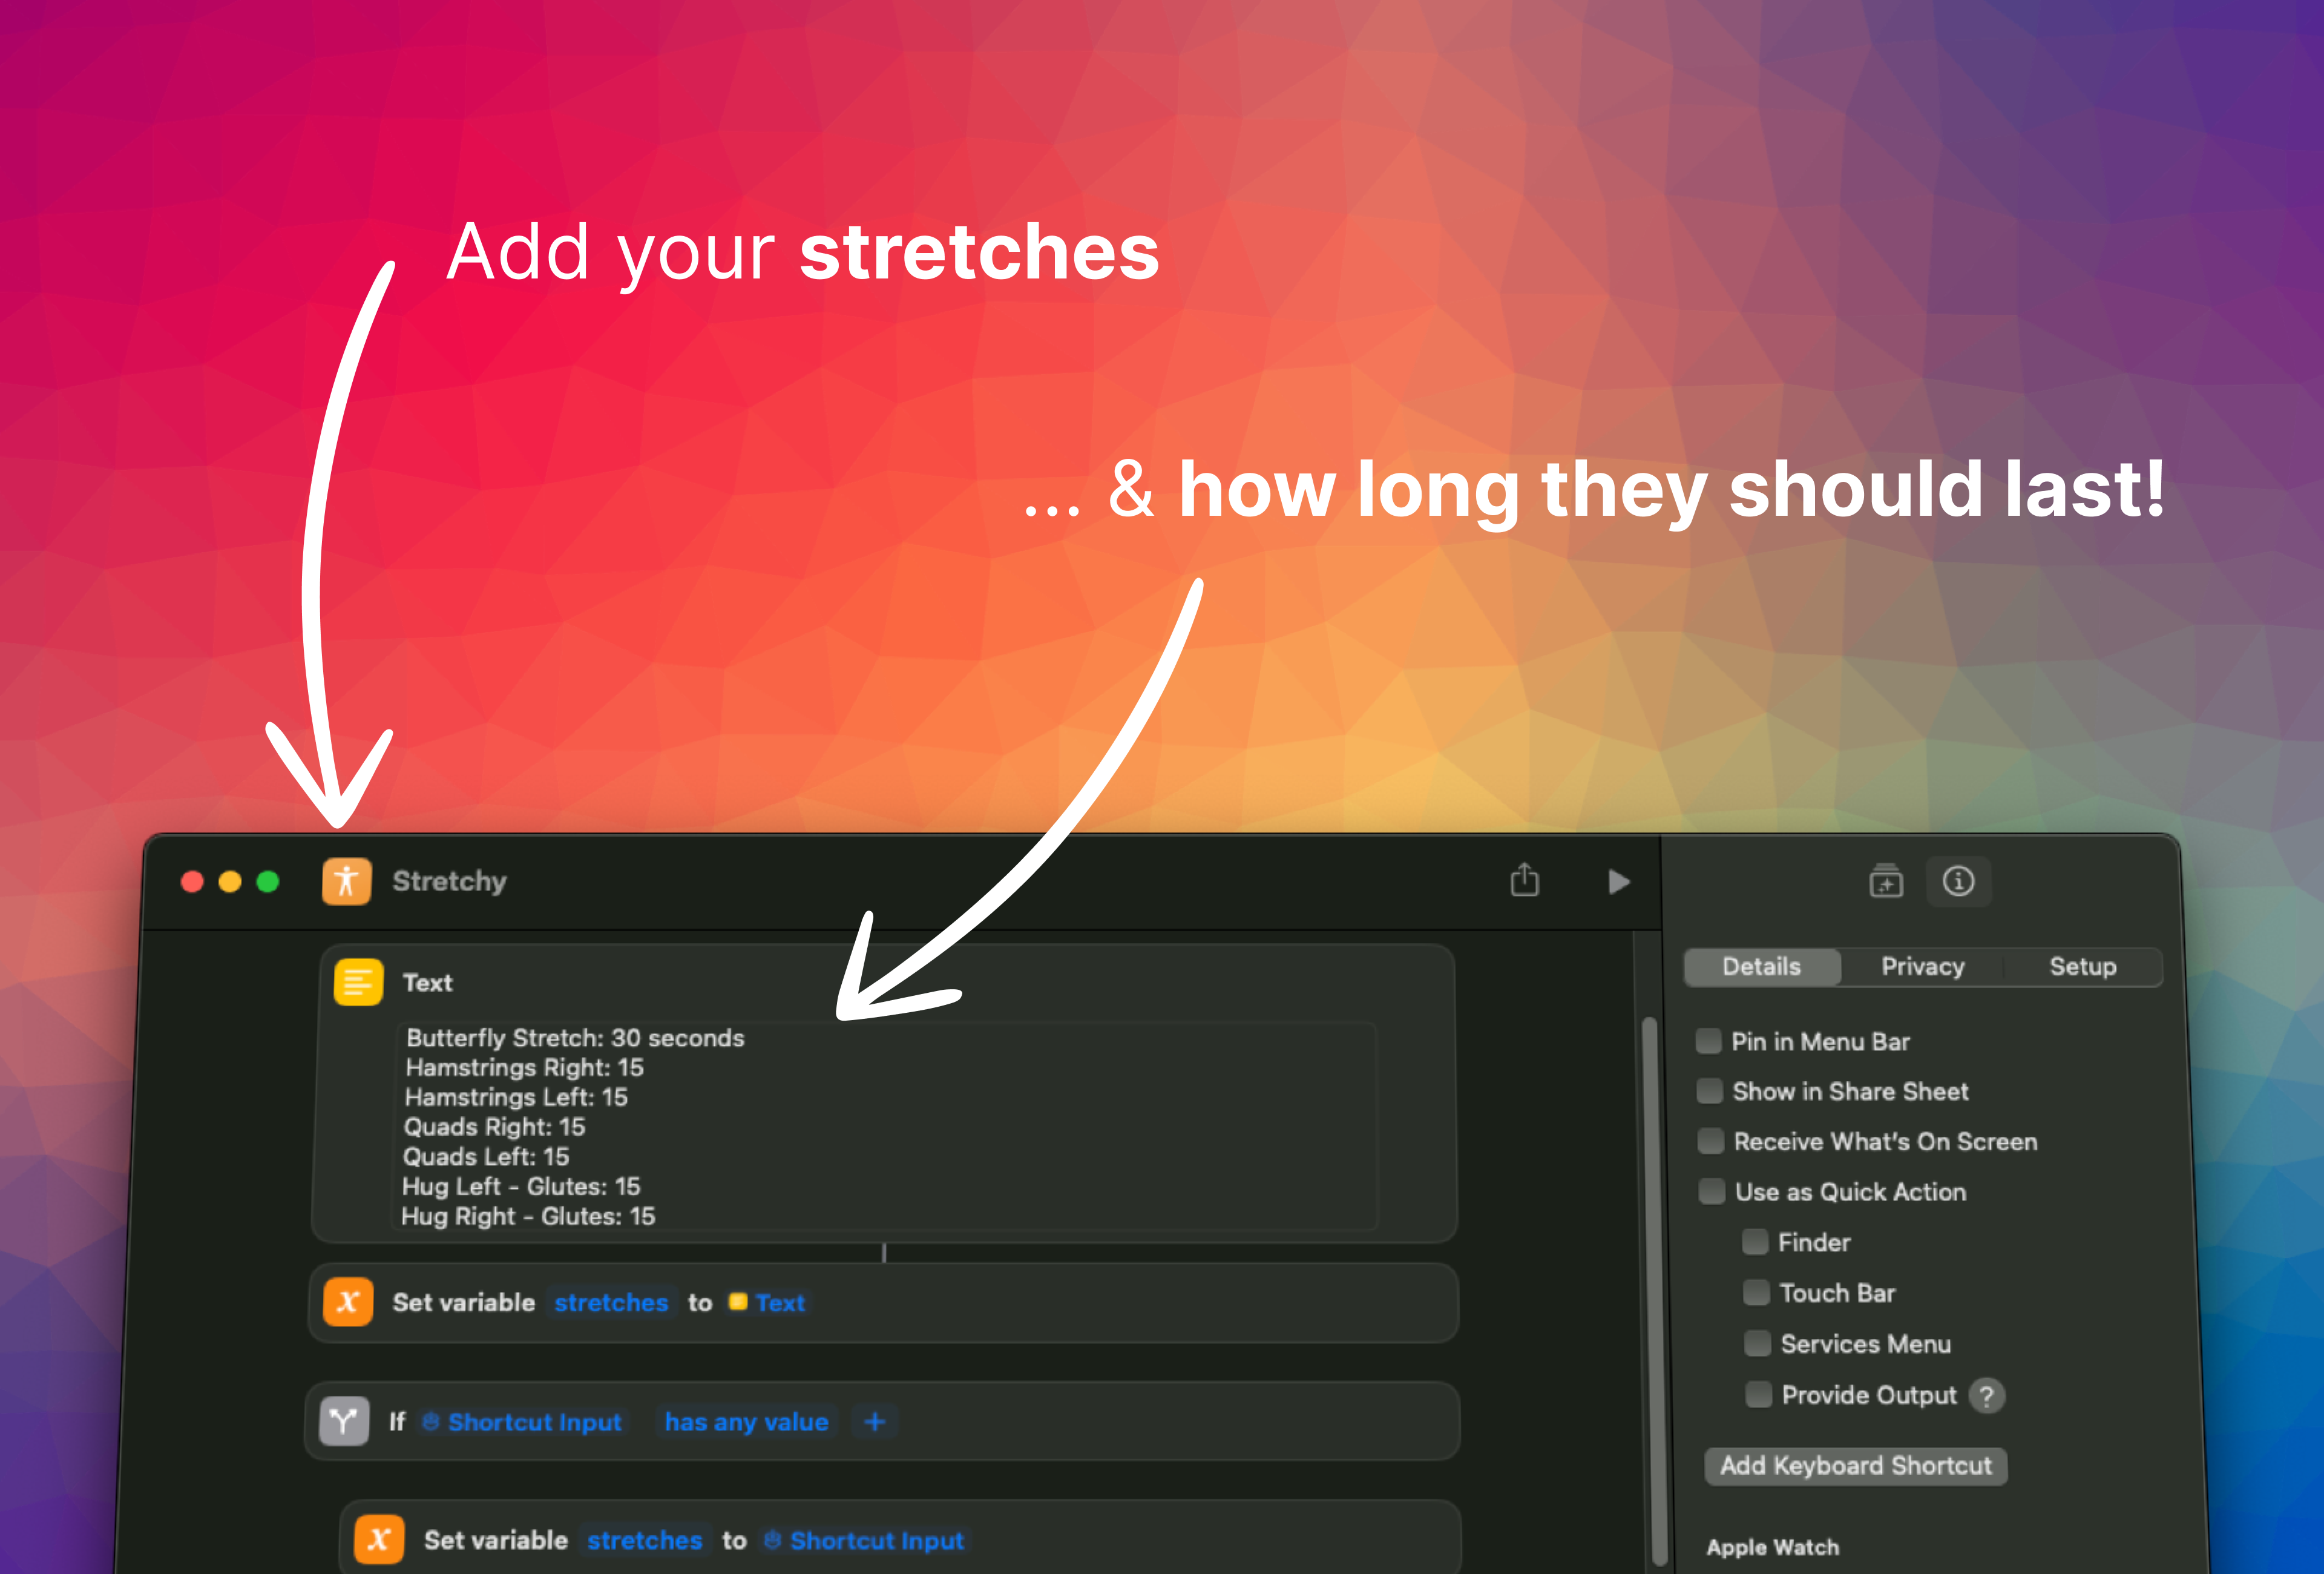 Add your stretches
... & how long they should last!
Stretchy
Text
Butterfly Stretch: 30 seconds
Hamstrings Right: 15
Hamstrings Left: 15
Quads Right: 15
Quads Left: 15
Hug Left - Glutes: 15
Hug Right - Glutes: 15
Set variable stretches to Text
If Shortcut Input has any value +
Set variable stretches to Shortcut Input
Details Privacy Setup
Pin in Menu Bar
Show in Share Sheet
Receive What's On Screen
Use as Quick Action
Finder
Touch Bar
Services Menu
Provide Output ?
Add Keyboard Shortcut
Apple Watch